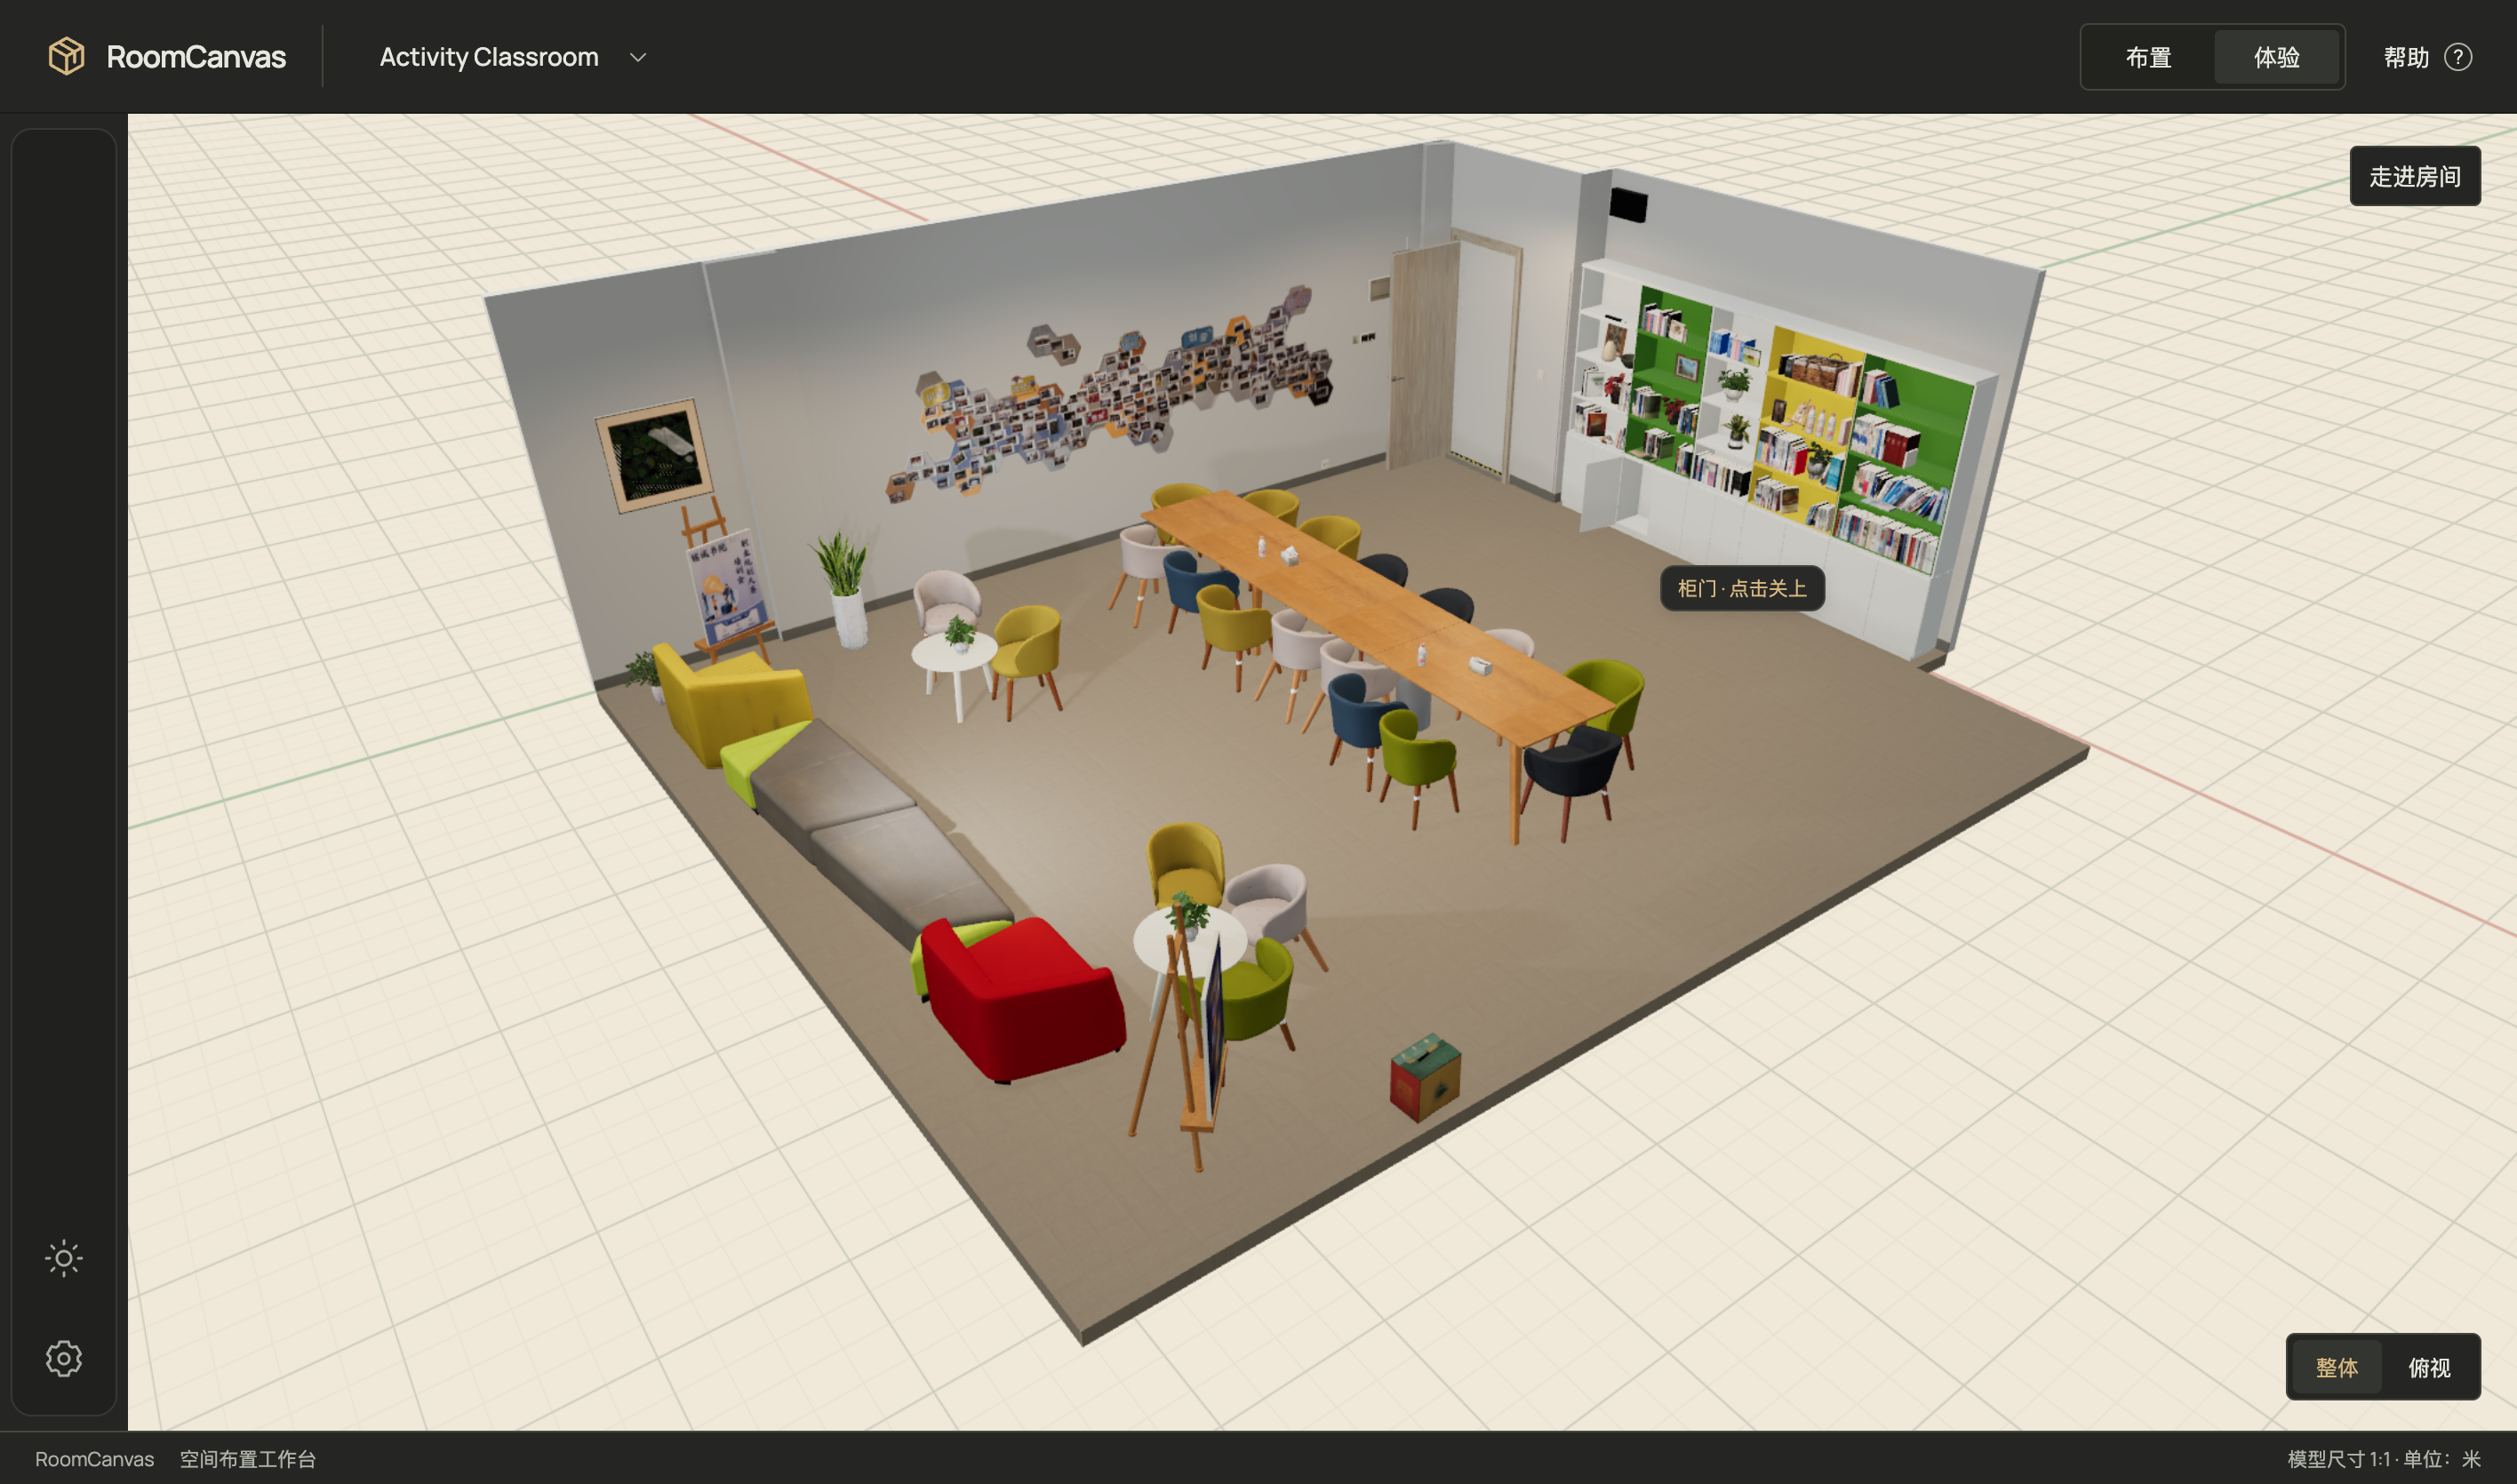 RoomCanvas
Activity Classroom
布置
体验
帮助
?
走进房间
柜门·点击关上
整体
俯视
RoomCanvas
空间布置工作台
模型尺寸 1:1 · 单位：米